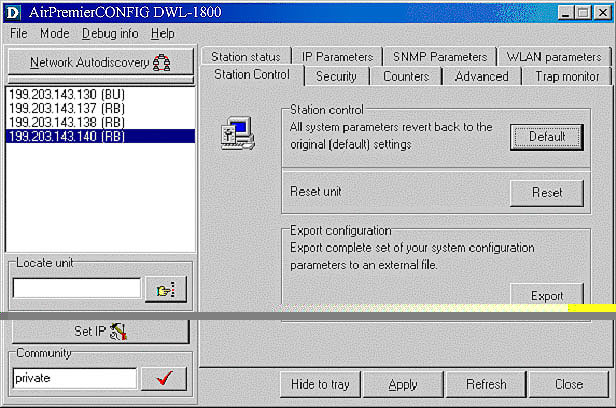 AirPremierCONFIG DWL-1800
File Mode Debug info Help
Network Autodiscovery
199.203.143.130 (BU)
199.203.143.137 (RB)
199.203.143.138 (RB)
199.203.143.140 (RB)
Locate unit
Set IP
Community
private
Station status IP Parameters SNMP Parameters WLAN parameters
Station Control Security Counters Advanced Trap monitor
Station control
All system parameters revert back to the
original (default) settings
Default
Reset unit
Reset
Export configuration
Export complete set of your system configuration
parameters to an external file.
Export
Hide to tray Apply Refresh Close